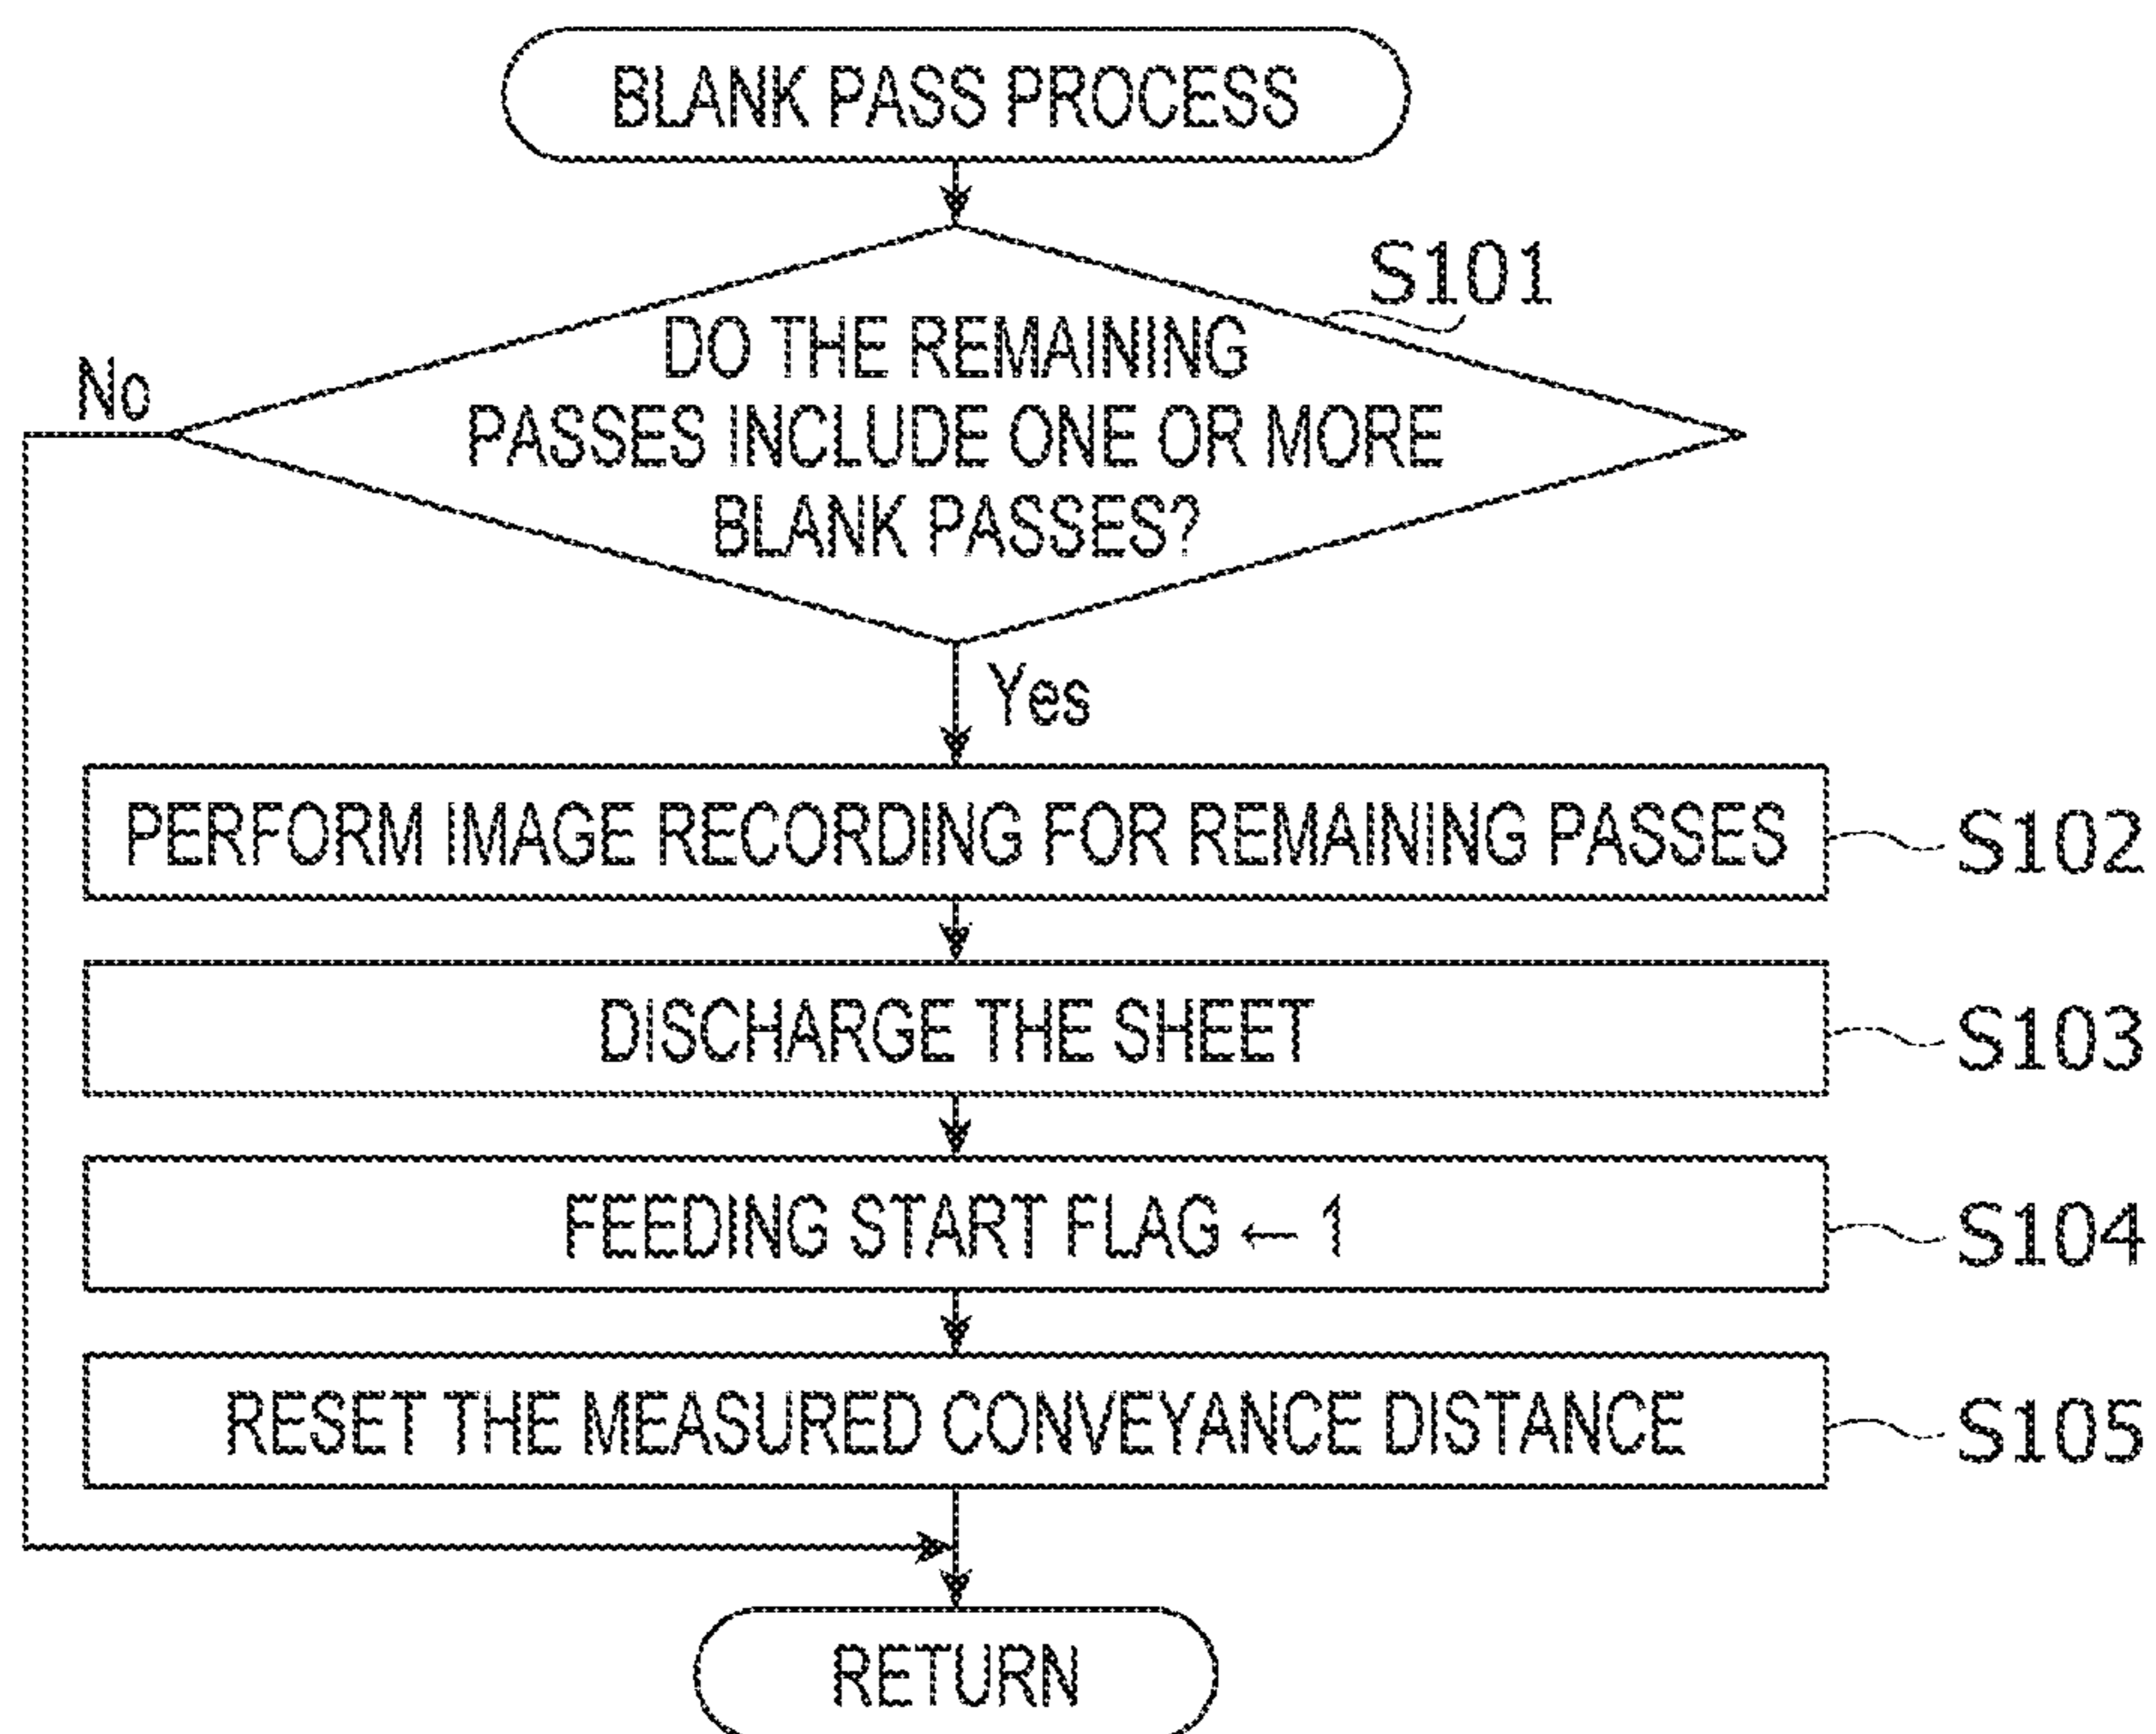 BLANK PASS PROCESS
S101
DO THE REMAINING
PASSES INCLUDE ONE OR MORE
BLANK PASSES?
No
Yes
PERFORM IMAGE RECORDING FOR REMAINING PASSES
S102
DISCHARGE THE SHEET
S103
FEEDING START FLAG ← 1
S104
RESET THE MEASURED CONVEYANCE DISTANCE
S105
RETURN